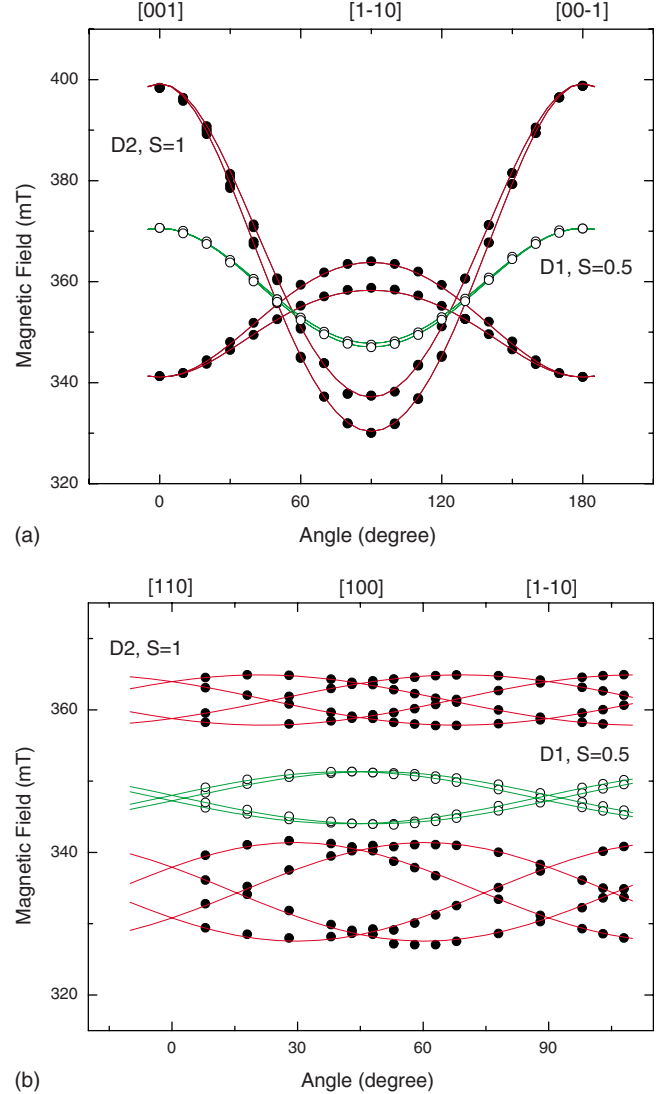 [001] [1-10] [00-1]
400
D2, S=1
380
D1, S=0.5
360
340
320
Magnetic Field (mT)
0 60 120 180
(a) Angle (degree)
[110] [100] [1-10]
D2, S=1
360
D1, S=0.5
340
320
Magnetic Field (mT)
0 30 60 90
(b) Angle (degree)